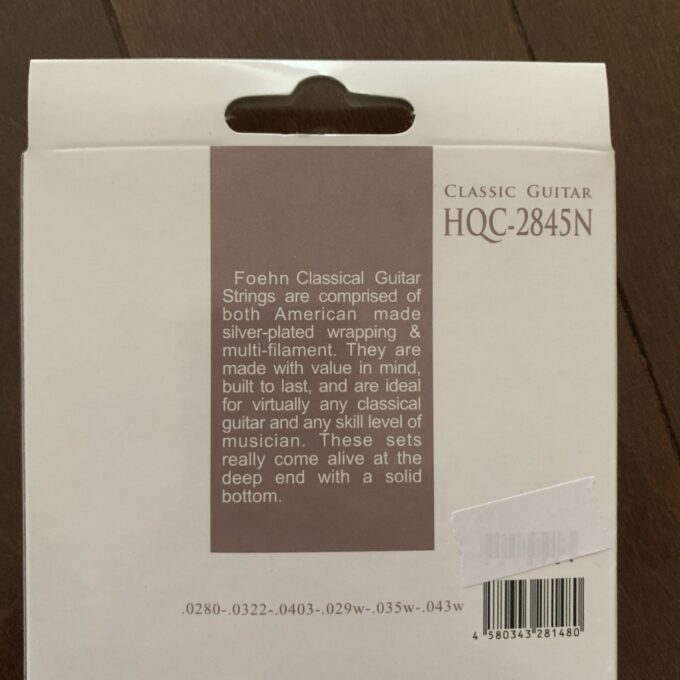 CLASSIC GUITAR
HQC-2845N
Foehn Classical Guitar
Strings are comprised of
both American made
silver-plated wrapping &
multi-filament. They are
made with value in mind,
built to last, and are ideal
for virtually any classical
guitar and any skill level of
musician. These sets
really come alive at the
deep end with a solid
bottom.
.0280-.0322-.0403-.029w-.035w-.043w
4 580343 281480